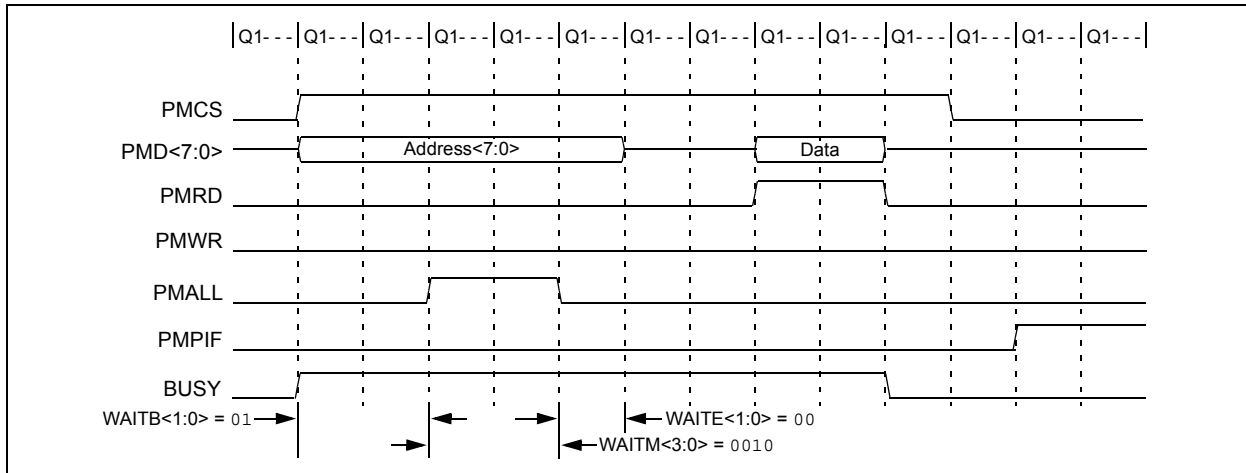 Q1- - - Q1- - - Q1- - - Q1- - - Q1- - - Q1- - - Q1- - - Q1- - - Q1- - - Q1- - - Q1- - - Q1- - - Q1- - - Q1- - -
PMCS
PMD<7:0> Address<7:0> Data
PMRD
PMWR
PMALL
PMPIF
BUSY
WAITB<1:0> = 01 WAITE<1:0> = 00
WAITM<3:0> = 0010